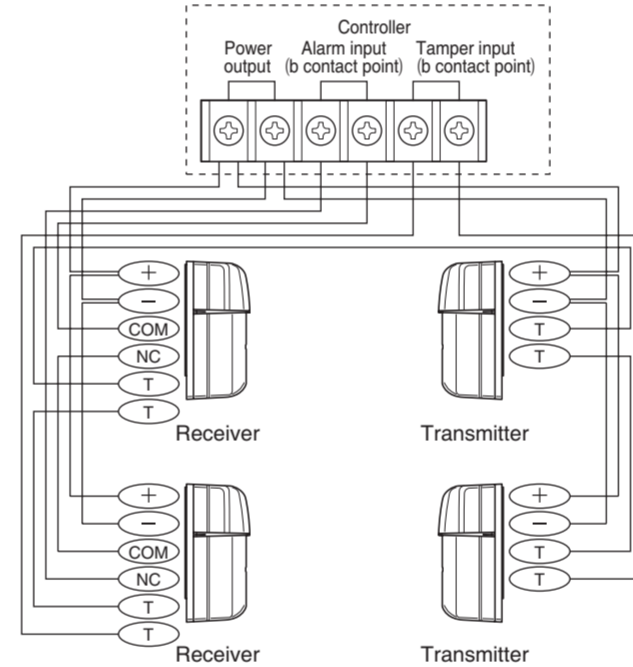 Controller
Power output
Alarm input (b contact point)
Tamper input (b contact point)
+
−
COM
NC
T
T
Receiver
+
−
T
T
Transmitter
+
−
COM
NC
T
T
Receiver
+
−
T
T
Transmitter